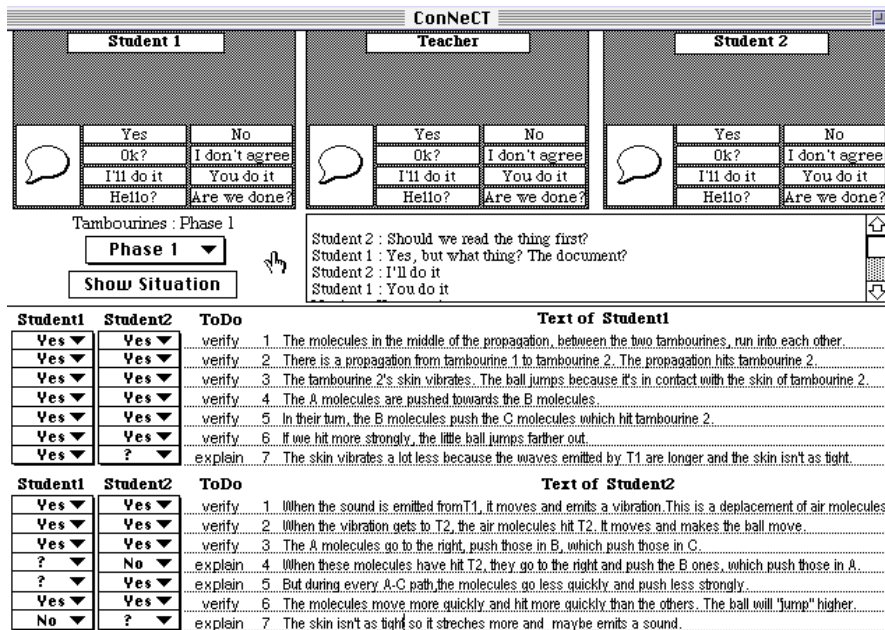 ConNeCT
Student 1 Teacher Student 2
Yes No Yes No Yes No
Ok? I don't agree Ok? I don't agree Ok? I don't agree
I'll do it You do it I'll do it You do it I'll do it You do it
Hello? Are we done? Hello? Are we done? Hello? Are we done?
Tambourines : Phase 1
Phase 1
Show Situation
Student 2 : Should we read the thing first?
Student 1 : Yes, but what thing? The document?
Student 2 : I'll do it
Student 1 : You do it
Student1 Student2 ToDo Text of Student1
Yes Yes verify 1 The molecules in the middle of the propagation, between the two tambourines, run into each other.
Yes Yes verify 2 There is a propagation from tambourine 1 to tambourine 2. The propagation hits tambourine 2.
Yes Yes verify 3 The tambourine 2's skin vibrates. The ball jumps because it's in contact with the skin of tambourine 2.
Yes Yes verify 4 The A molecules are pushed towards the B molecules.
Yes Yes verify 5 In their turn, the B molecules push the C molecules which hit tambourine 2.
Yes Yes verify 6 If we hit more strongly, the little ball jumps farther out.
Yes ? explain 7 The skin vibrates a lot less because the waves emitted by T1 are longer and the skin isn't as tight.
Student1 Student2 ToDo Text of Student2
Yes Yes verify 1 When the sound is emitted fromT1, it moves and emits a vibration.This is a deplacement of air molecules
Yes Yes verify 2 When the vibration gets to T2, the air molecules hit T2. It moves and makes the ball move.
Yes Yes verify 3 The A molecules go to the right, push those in B, which push those in C.
? No explain 4 When these molecules have hit T2, they go to the right and push the B ones, which push those in A.
? Yes explain 5 But during every A-C path,the molecules go less quickly and push less strongly.
Yes Yes verify 6 The molecules move more quickly and hit more quickly than the others. The ball will "jump" higher.
No ? explain 7 The skin isn't as tight so it streches more and maybe emits a sound.